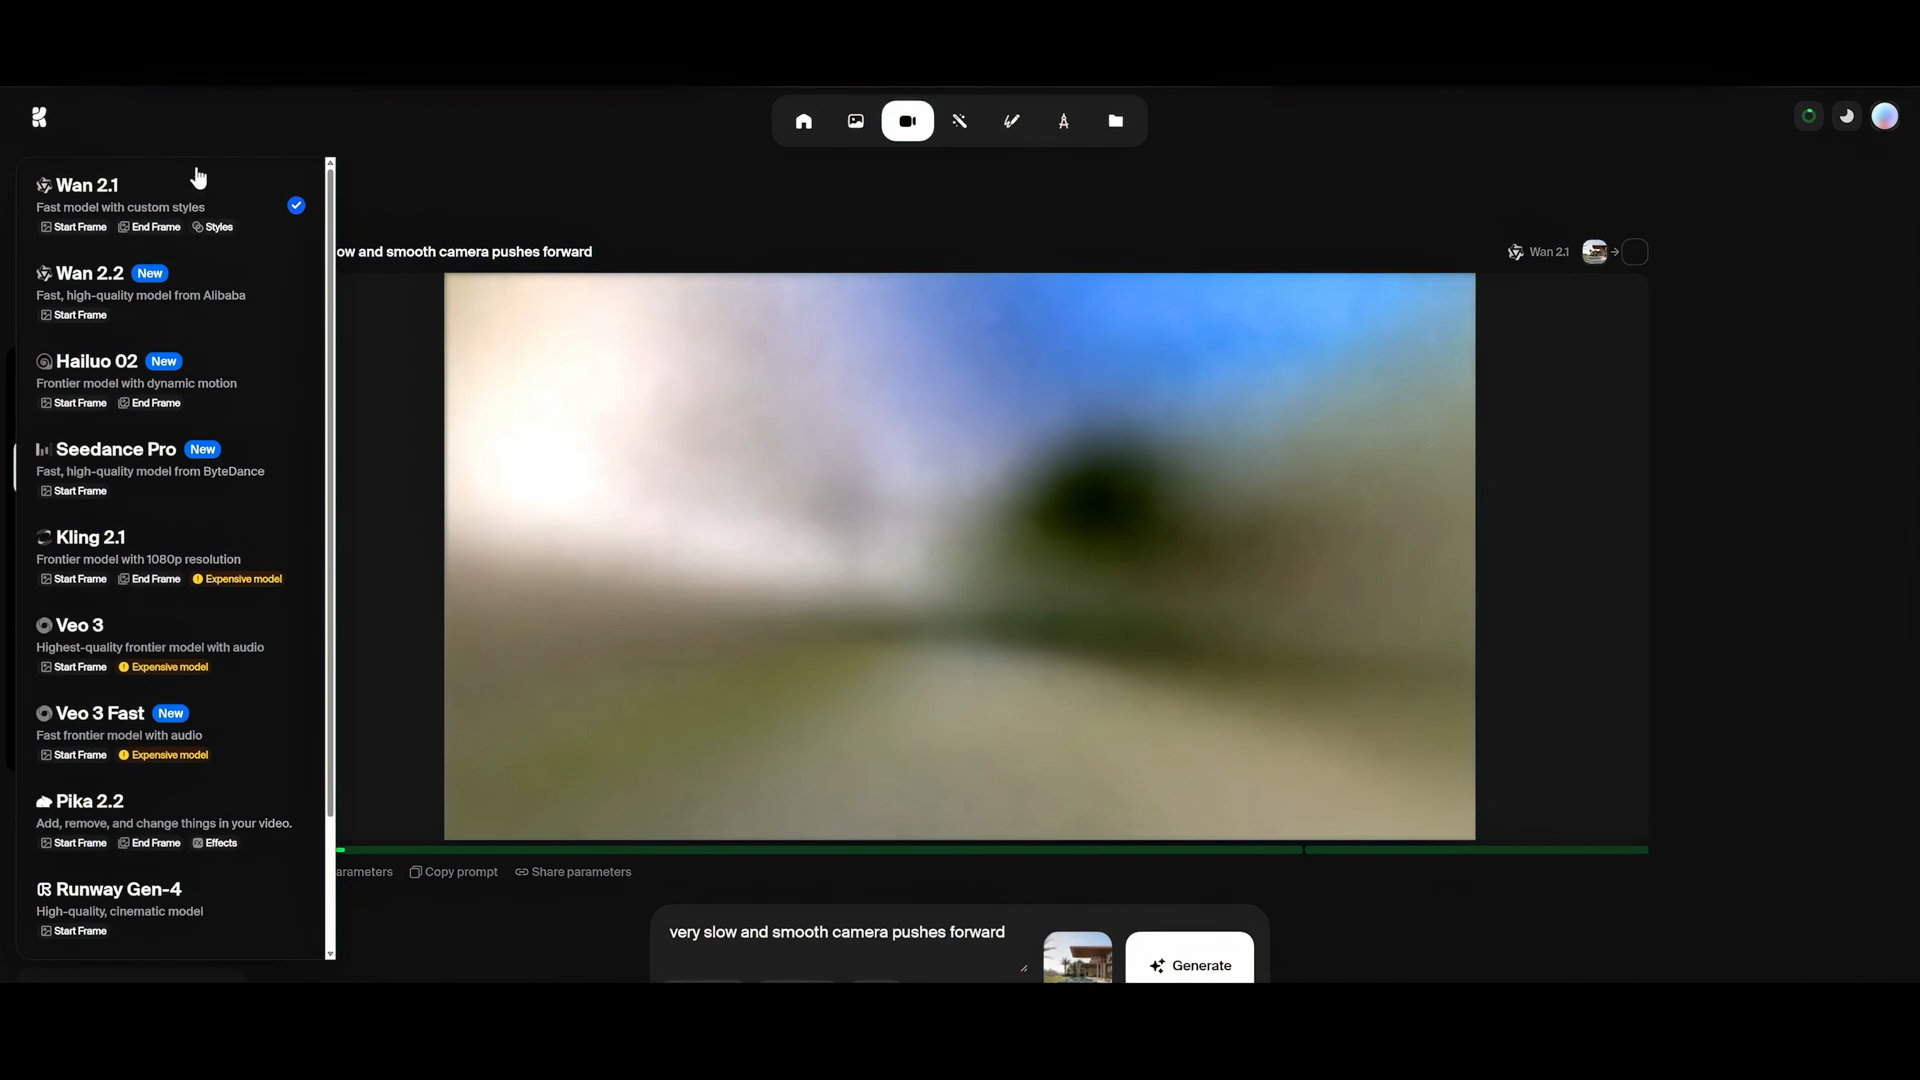 Wan 2.1
Fast model with custom styles
Start Frame End Frame Styles
Wan 2.2 New
Fast, high-quality model from Alibaba
Start Frame
Hailuo 02 New
Frontier model with dynamic motion
Start Frame End Frame
Seedance Pro New
Fast, high-quality model from ByteDance
Start Frame
Kling 2.1
Frontier model with 1080p resolution
Start Frame End Frame Expensive model
Veo 3
Highest-quality frontier model with audio
Start Frame Expensive model
Veo 3 Fast New
Fast frontier model with audio
Start Frame Expensive model
Pika 2.2
Add, remove, and change things in your video.
Start Frame End Frame Effects
Runway Gen-4
High-quality, cinematic model
Start Frame
ow and smooth camera pushes forward
Wan 2.1
arameters Copy prompt Share parameters
very slow and smooth camera pushes forward
Generate